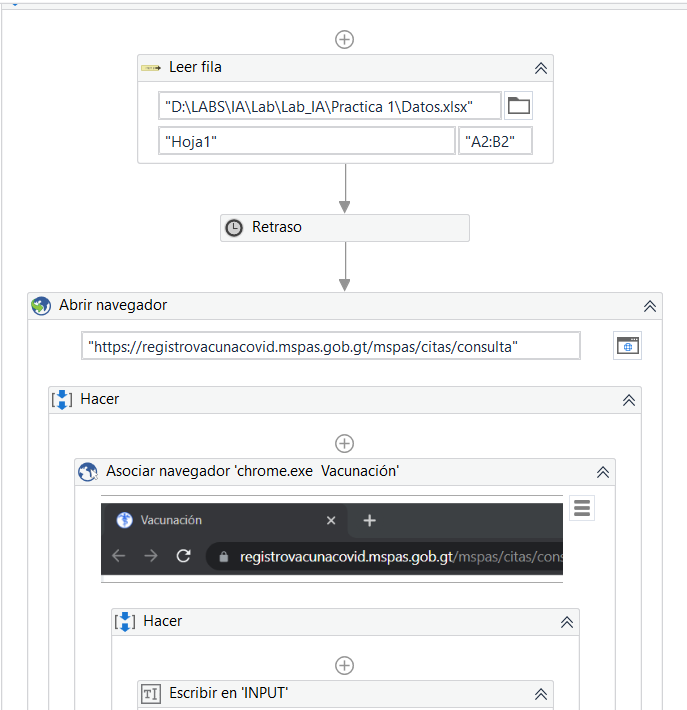 Leer fila
"D:\LABS\IA\Lab\Lab_IA\Practica 1\Datos.xlsx"
"Hoja1" "A2:B2"
Retraso
Abrir navegador
"https://registrovacunacovid.mspas.gob.gt/mspas/citas/consulta"
Hacer
Asociar navegador 'chrome.exe Vacunación'
Vacunación
registrovacunacovid.mspas.gob.gt/mspas/citas/cons
Hacer
Escribir en 'INPUT'